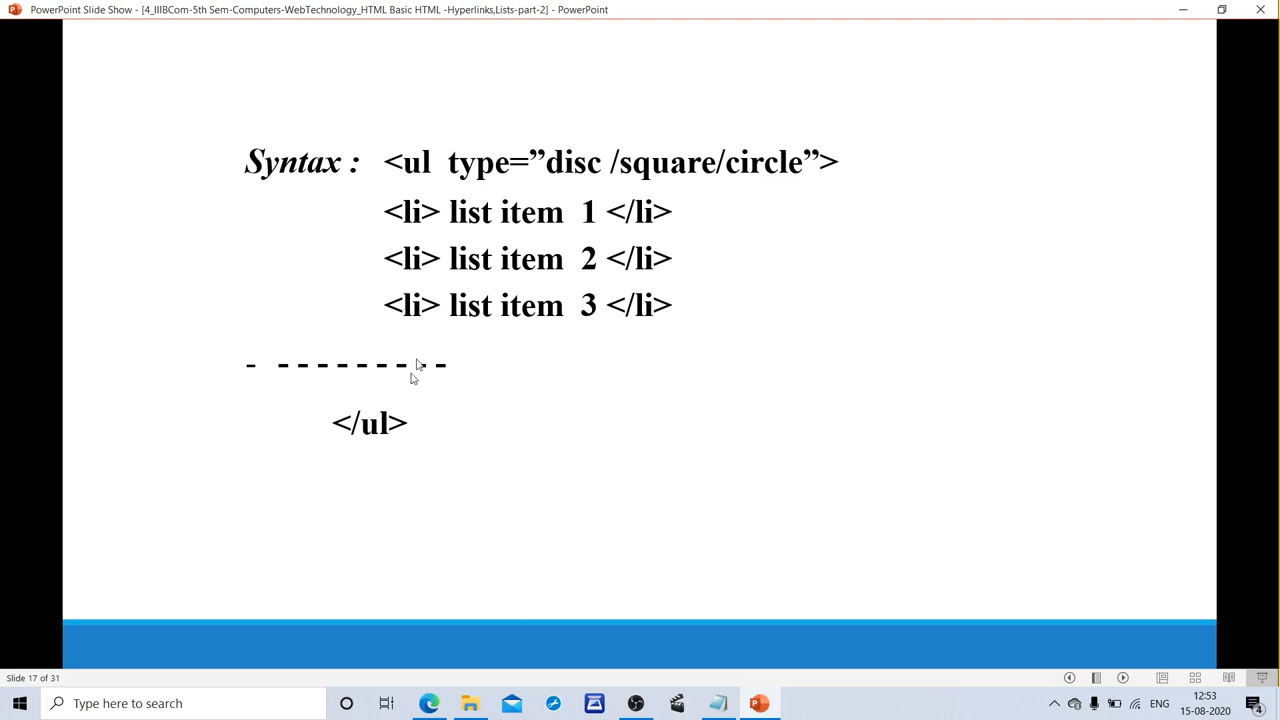 PowerPoint Slide Show - [4_IIIBCom-5th Sem-Computers-WebTechnology_HTML Basic HTML -Hyperlinks,Lists-part-2] - PowerPoint
Syntax : <ul type=”disc /square/circle”>
<li> list item 1 </li>
<li> list item 2 </li>
<li> list item 3 </li>
- - - - - - - - - -
</ul>
Slide 17 of 31
Type here to search
ENG
12:53
15-08-2020
4